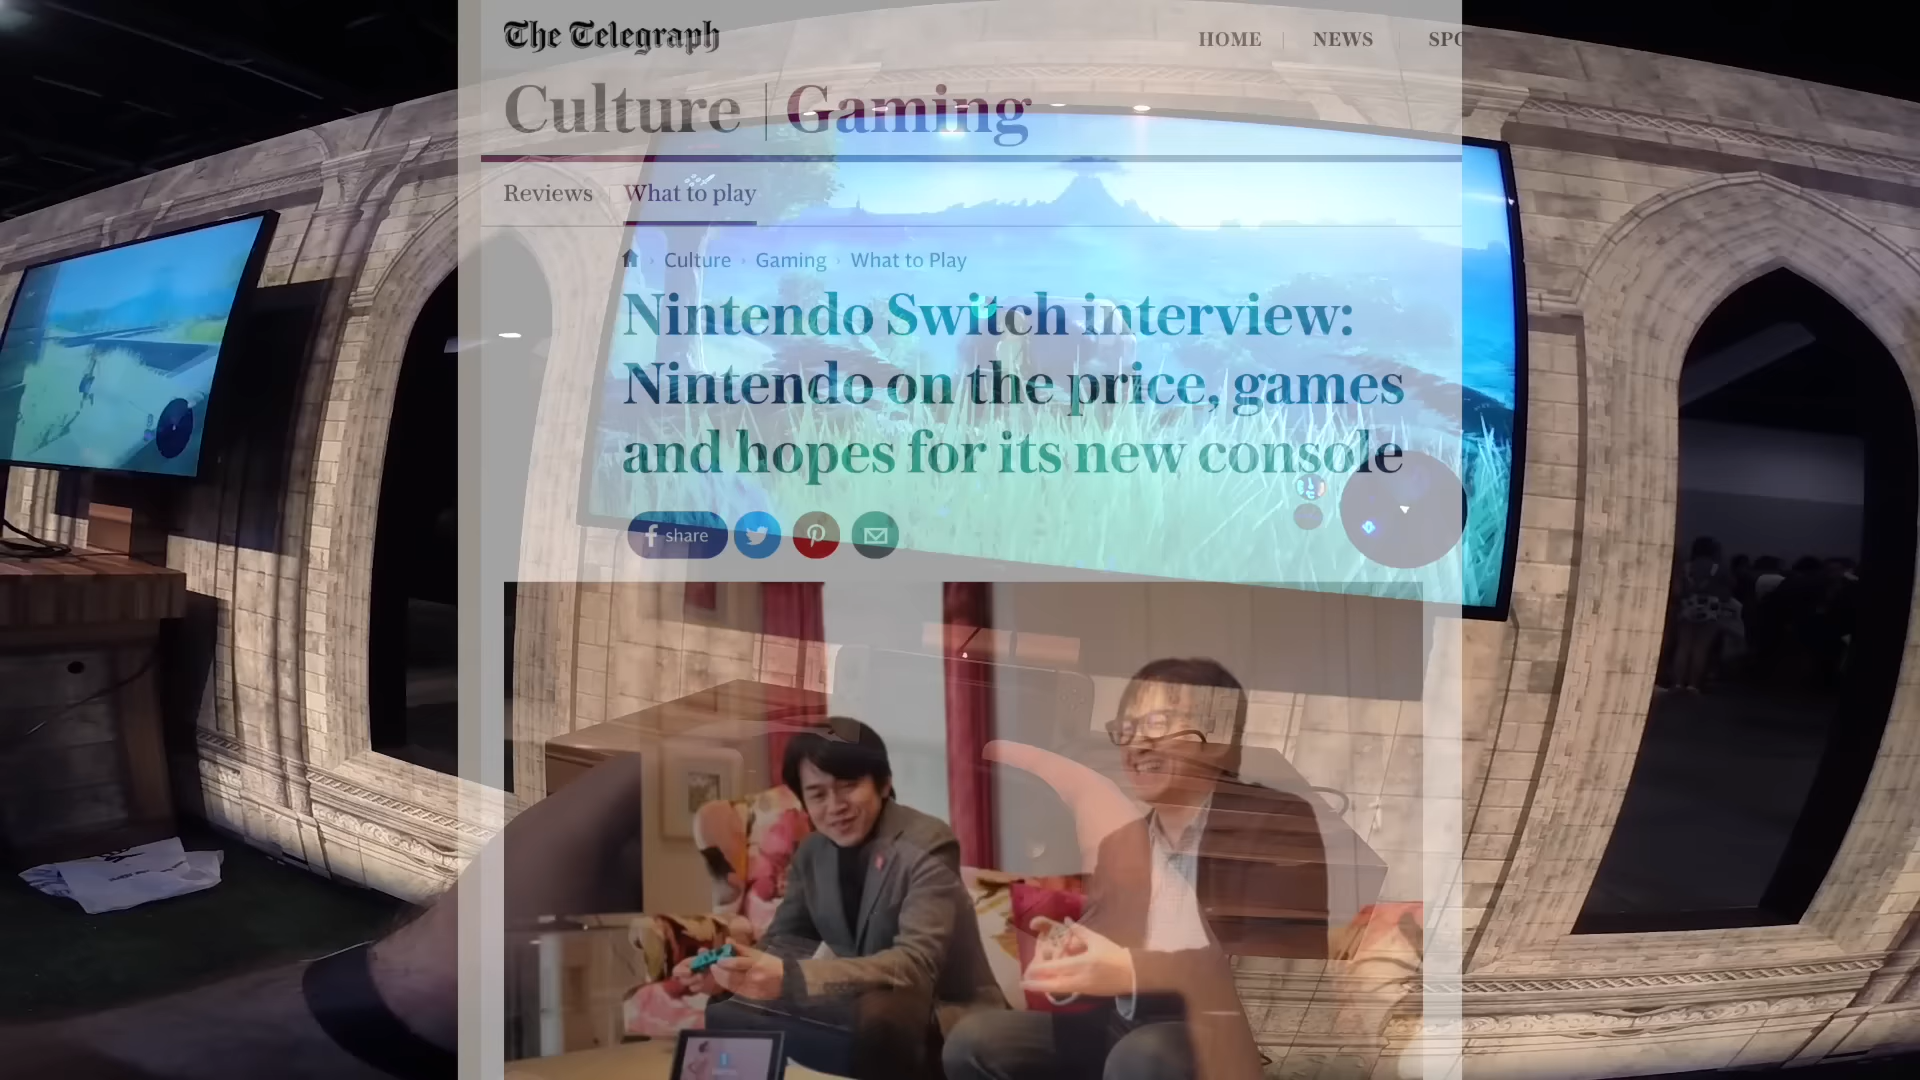 The Telegraph
HOME NEWS
Culture | Gaming
Reviews What to play
Culture › Gaming › What to Play
Nintendo Switch interview:
Nintendo on the price, games
and hopes for its new console
share